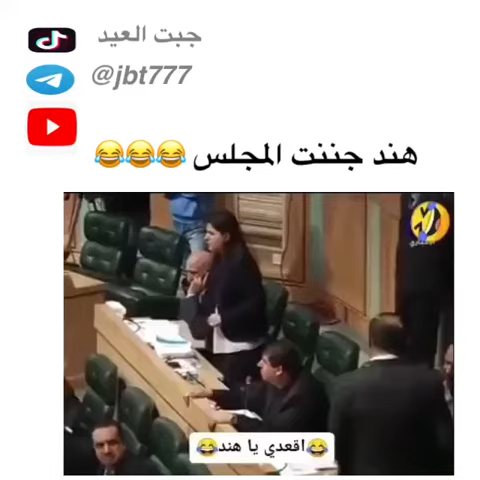 جبت العيد
@jbt777
هند جننت المجلس 😂😂😂
😂اقعدي يا هند😂